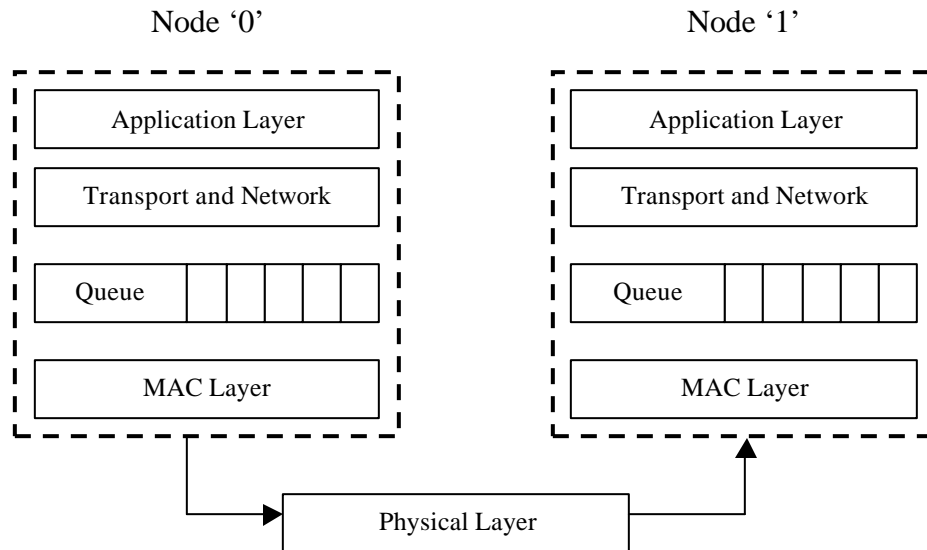 Node ‘0’
Node ‘1’
Application Layer
Transport and Network
Queue
MAC Layer
Application Layer
Transport and Network
Queue
MAC Layer
Physical Layer